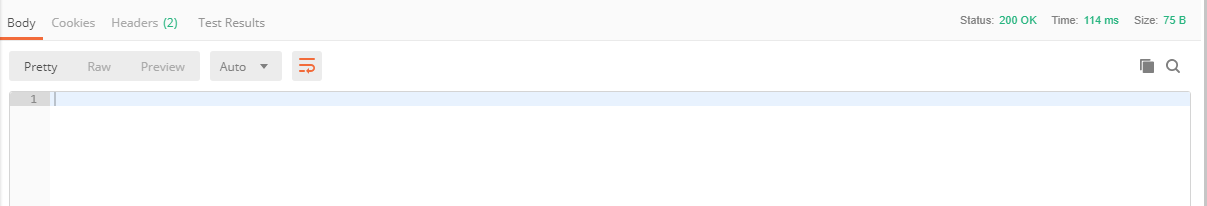 Body Cookies Headers (2) Test Results Status: 200 OK Time: 114 ms Size: 75 B
Pretty Raw Preview Auto
1